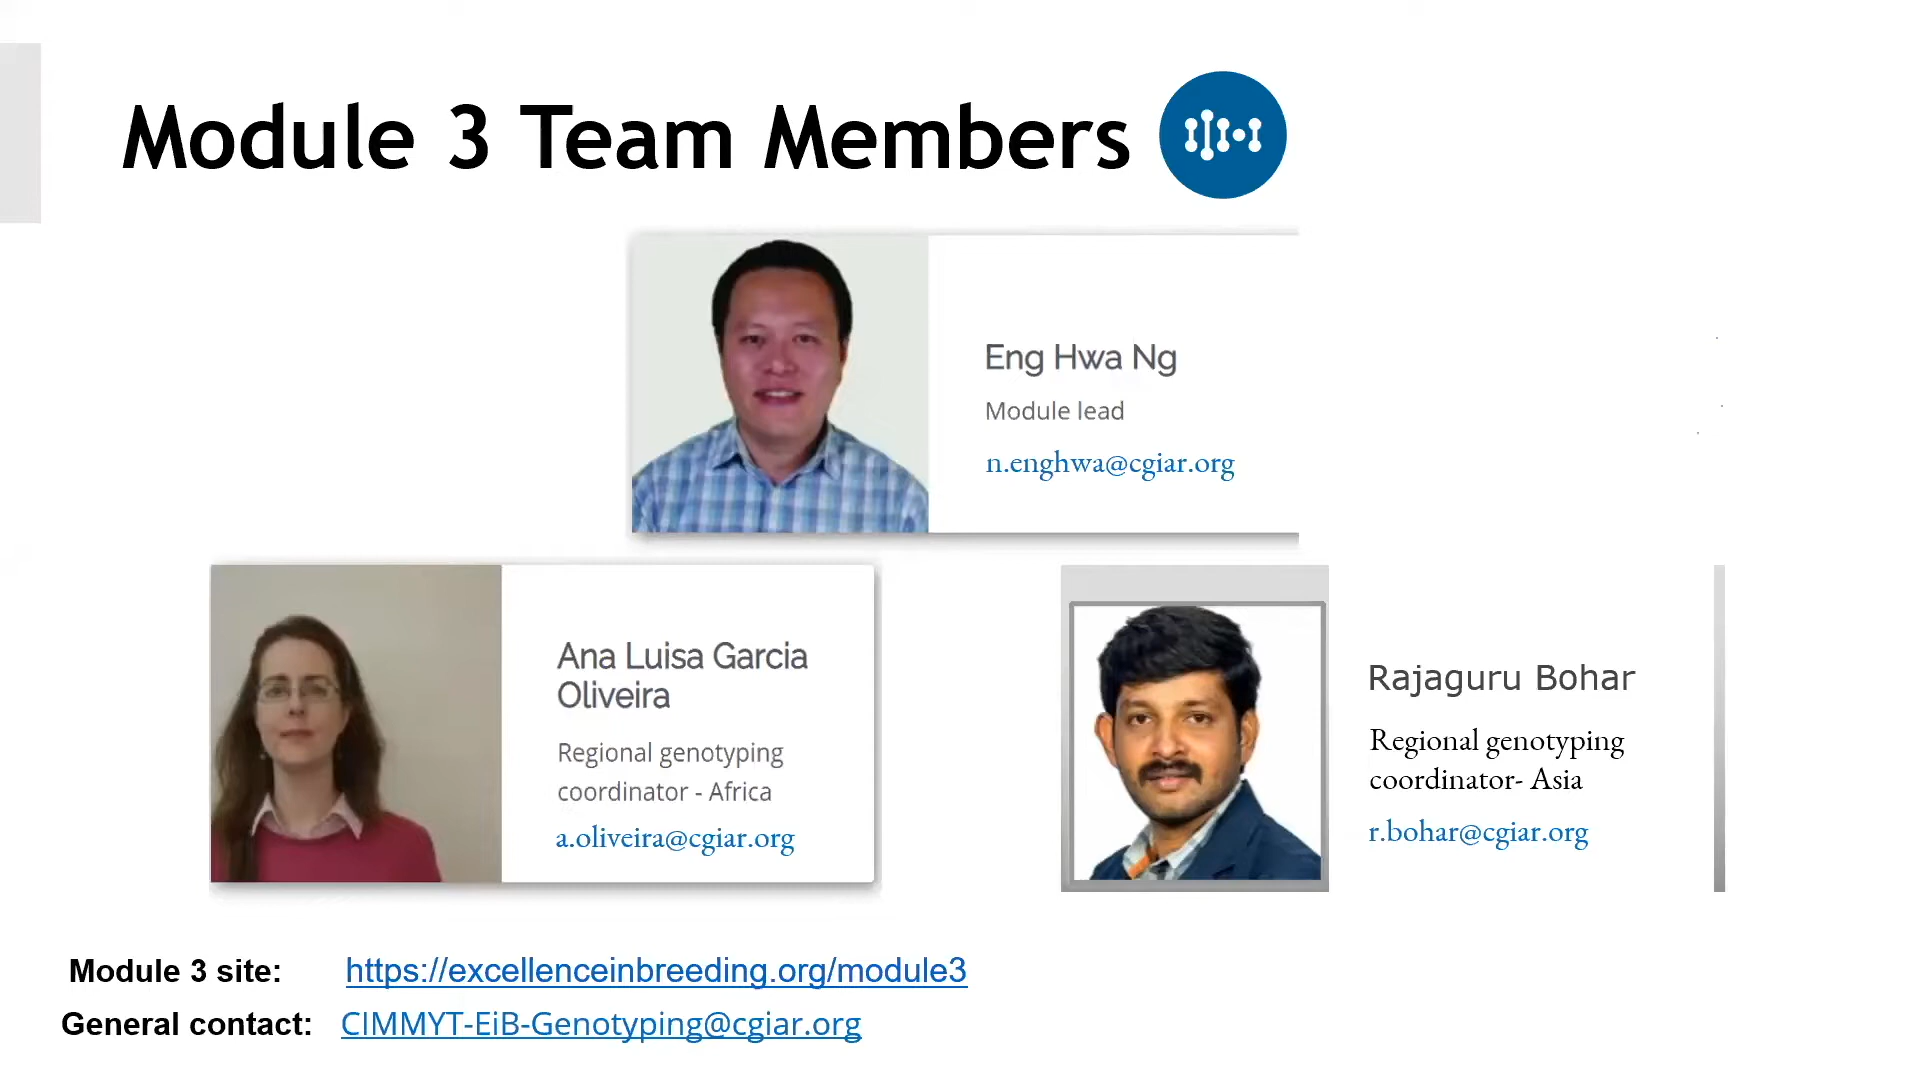 Module 3 Team Members
Eng Hwa Ng
Module lead
n.enghwa@cgiar.org
Ana Luisa Garcia
Oliveira
Regional genotyping
coordinator - Africa
a.oliveira@cgiar.org
Rajaguru Bohar
Regional genotyping
coordinator- Asia
r.bohar@cgiar.org
Module 3 site: https://excellenceinbreeding.org/module3
General contact: CIMMYT-EiB-Genotyping@cgiar.org